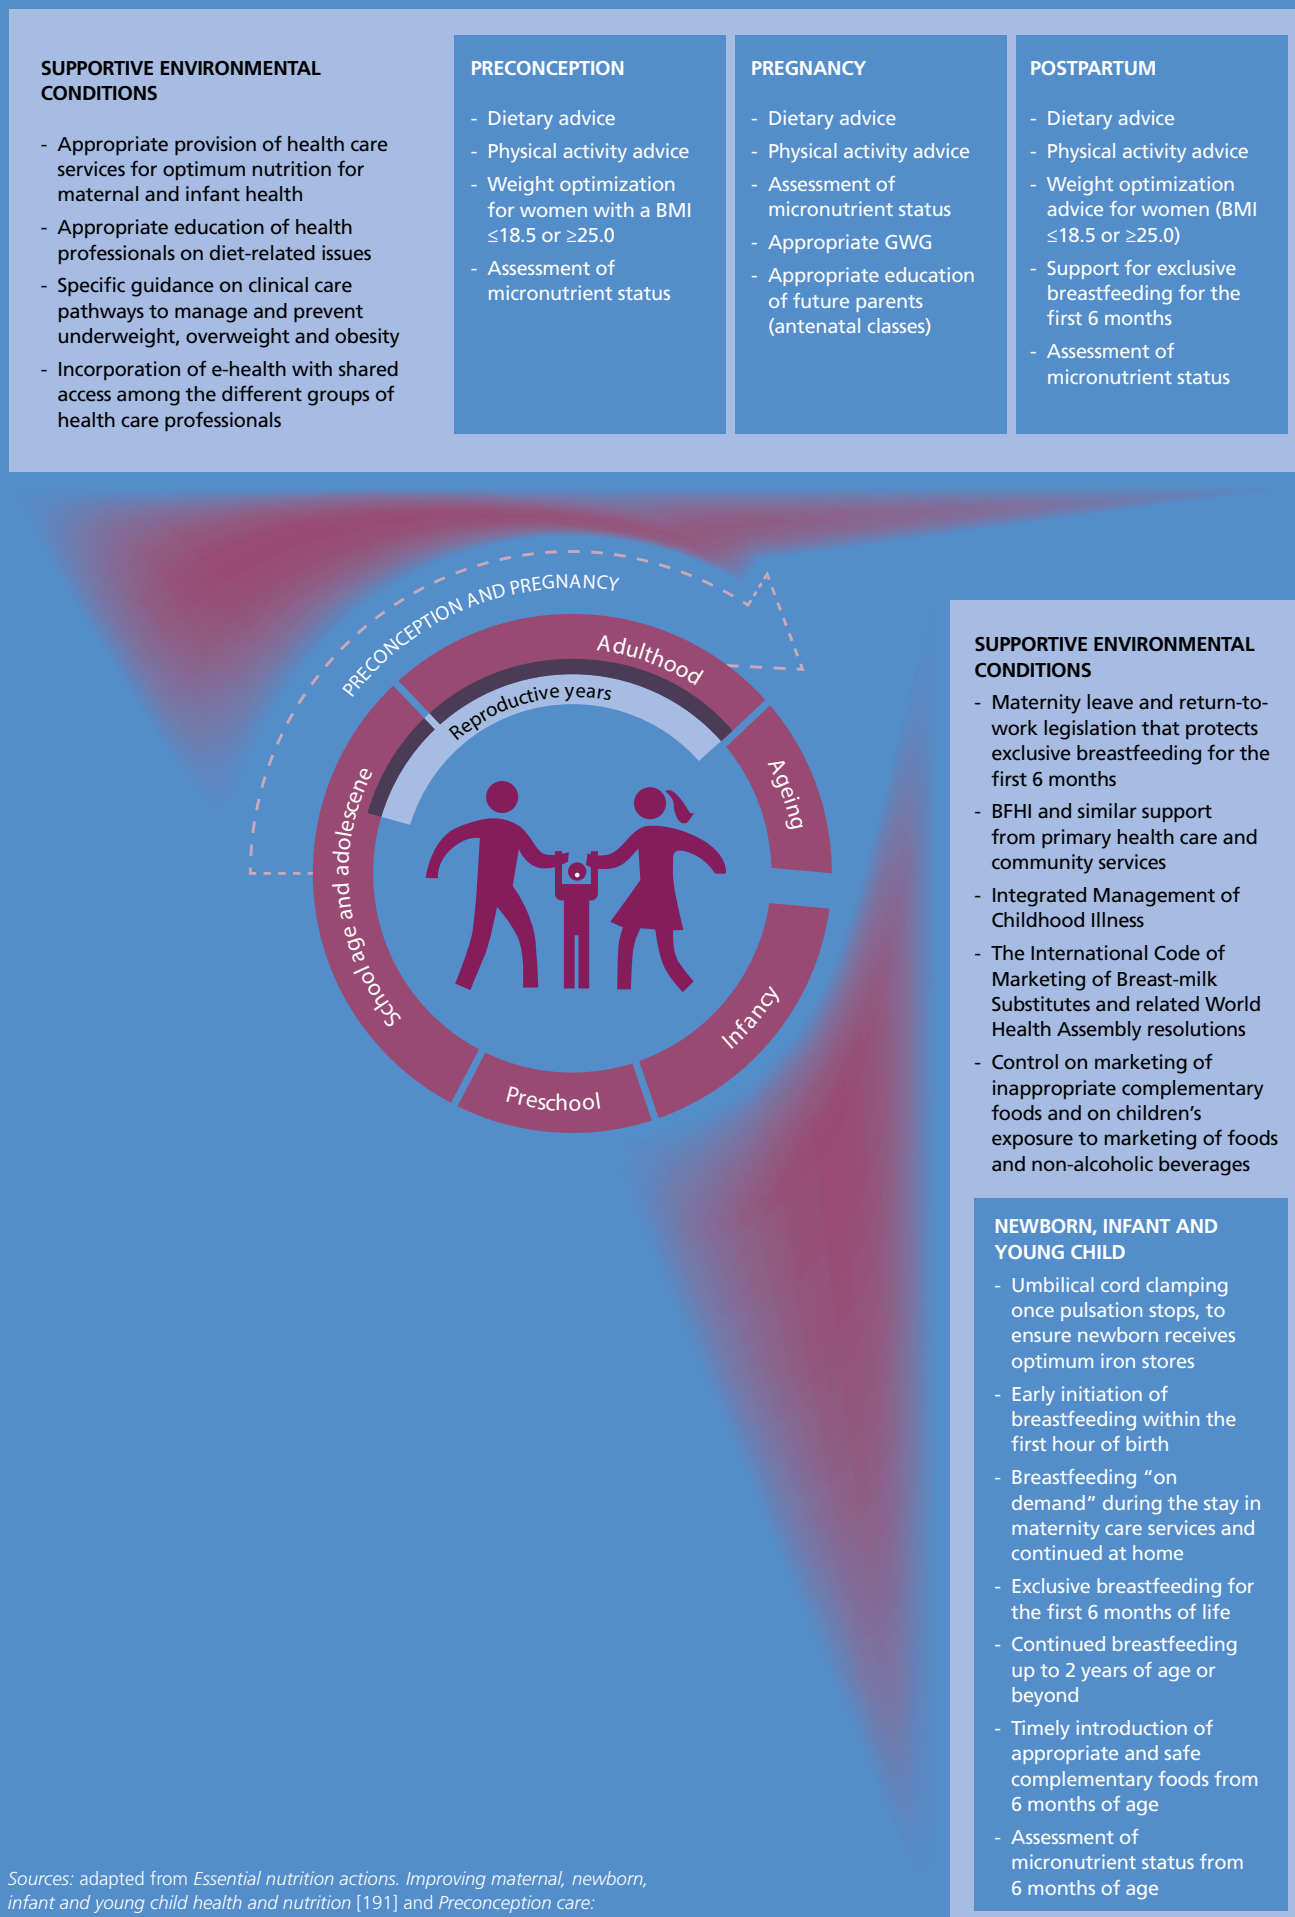 SUPPORTIVE ENVIRONMENTAL
CONDITIONS
- Appropriate provision of health care
services for optimum nutrition for
maternal and infant health
- Appropriate education of health
professionals on diet-related issues
- Specific guidance on clinical care
pathways to manage and prevent
underweight, overweight and obesity
- Incorporation of e-health with shared
access among the different groups of
health care professionals
PRECONCEPTION
- Dietary advice
- Physical activity advice
- Weight optimization
for women with a BMI
≤18.5 or ≥25.0
- Assessment of
micronutrient status
PREGNANCY
- Dietary advice
- Physical activity advice
- Assessment of
micronutrient status
- Appropriate GWG
- Appropriate education
of future parents
(antenatal classes)
POSTPARTUM
- Dietary advice
- Physical activity advice
- Weight optimization
advice for women (BMI
≤18.5 or ≥25.0)
- Support for exclusive
breastfeeding for the
first 6 months
- Assessment of
micronutrient status
PRECONCEPTION AND PREGNANCY
Adulthood
Reproductive years
Ageing
School age and adolescene
Infancy
Preschool
SUPPORTIVE ENVIRONMENTAL
CONDITIONS
- Maternity leave and return-to-
work legislation that protects
exclusive breastfeeding for the
first 6 months
- BFHI and similar support
from primary health care and
community services
- Integrated Management of
Childhood Illness
- The International Code of
Marketing of Breast-milk
Substitutes and related World
Health Assembly resolutions
- Control on marketing of
inappropriate complementary
foods and on children’s
exposure to marketing of foods
and non-alcoholic beverages
NEWBORN, INFANT AND
YOUNG CHILD
- Umbilical cord clamping
once pulsation stops, to
ensure newborn receives
optimum iron stores
- Early initiation of
breastfeeding within the
first hour of birth
- Breastfeeding “on
demand” during the stay in
maternity care services and
continued at home
- Exclusive breastfeeding for
the first 6 months of life
- Continued breastfeeding
up to 2 years of age or
beyond
- Timely introduction of
appropriate and safe
complementary foods from
6 months of age
- Assessment of
micronutrient status from
6 months of age
Sources: adapted from Essential nutrition actions. Improving maternal, newborn,
infant and young child health and nutrition [191] and Preconception care: